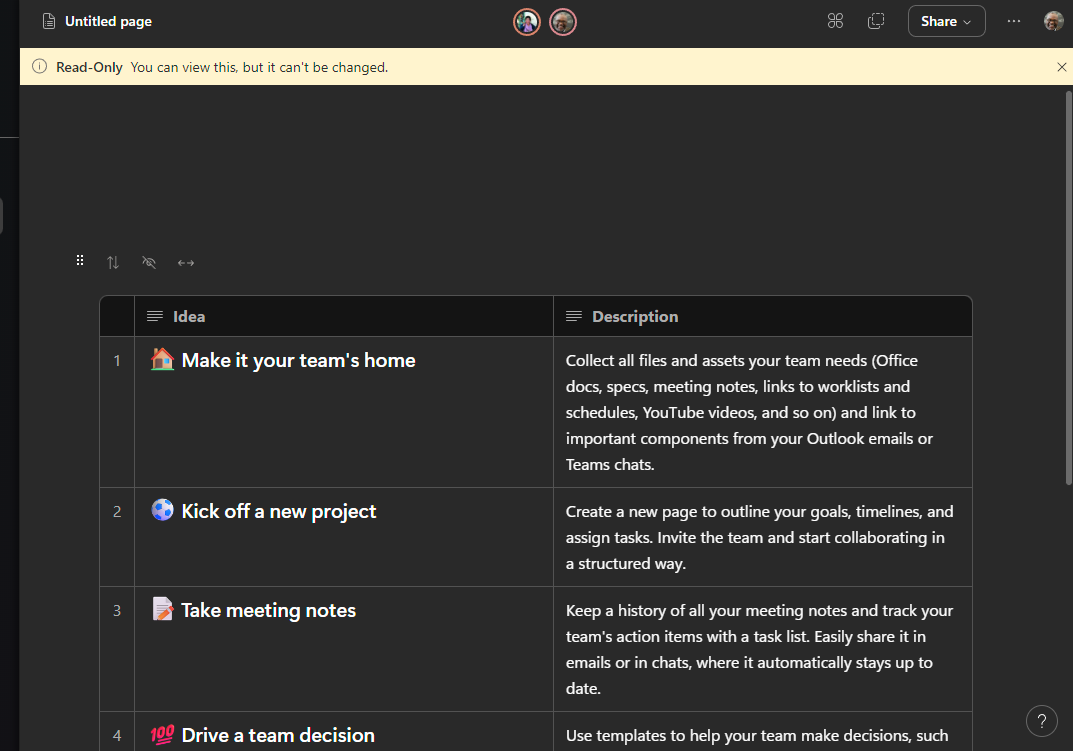 Untitled page
Share
Read-Only You can view this, but it can't be changed.
Idea
Description
1
Make it your team's home
Collect all files and assets your team needs (Office
docs, specs, meeting notes, links to worklists and
schedules, YouTube videos, and so on) and link to
important components from your Outlook emails or
Teams chats.
2
Kick off a new project
Create a new page to outline your goals, timelines, and
assign tasks. Invite the team and start collaborating in
a structured way.
3
Take meeting notes
Keep a history of all your meeting notes and track your
team's action items with a task list. Easily share it in
emails or in chats, where it automatically stays up to
date.
4
💯 Drive a team decision
Use templates to help your team make decisions, such
?